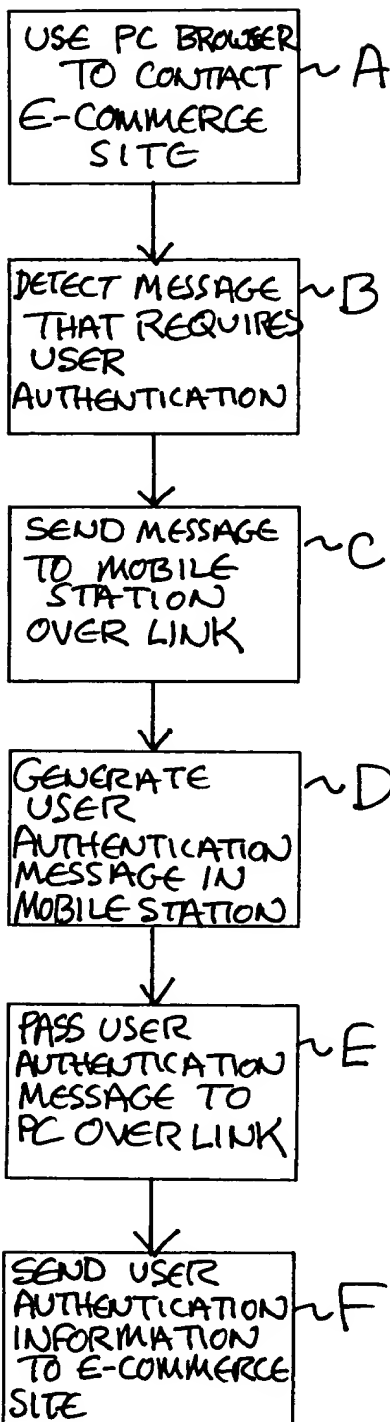 USE PC BROWSER
TO CONTACT
E-COMMERCE
SITE
A
DETECT MESSAGE
THAT REQUIRES
USER
AUTHENTICATION
B
SEND MESSAGE
TO MOBILE
STATION
OVER LINK
C
GENERATE
USER
AUTHENTICATION
MESSAGE IN
MOBILE STATION
D
PASS USER
AUTHENTICATION
MESSAGE TO
PC OVER LINK
E
SEND USER
AUTHENTICATION
INFORMATION
TO E-COMMERCE
SITE
F